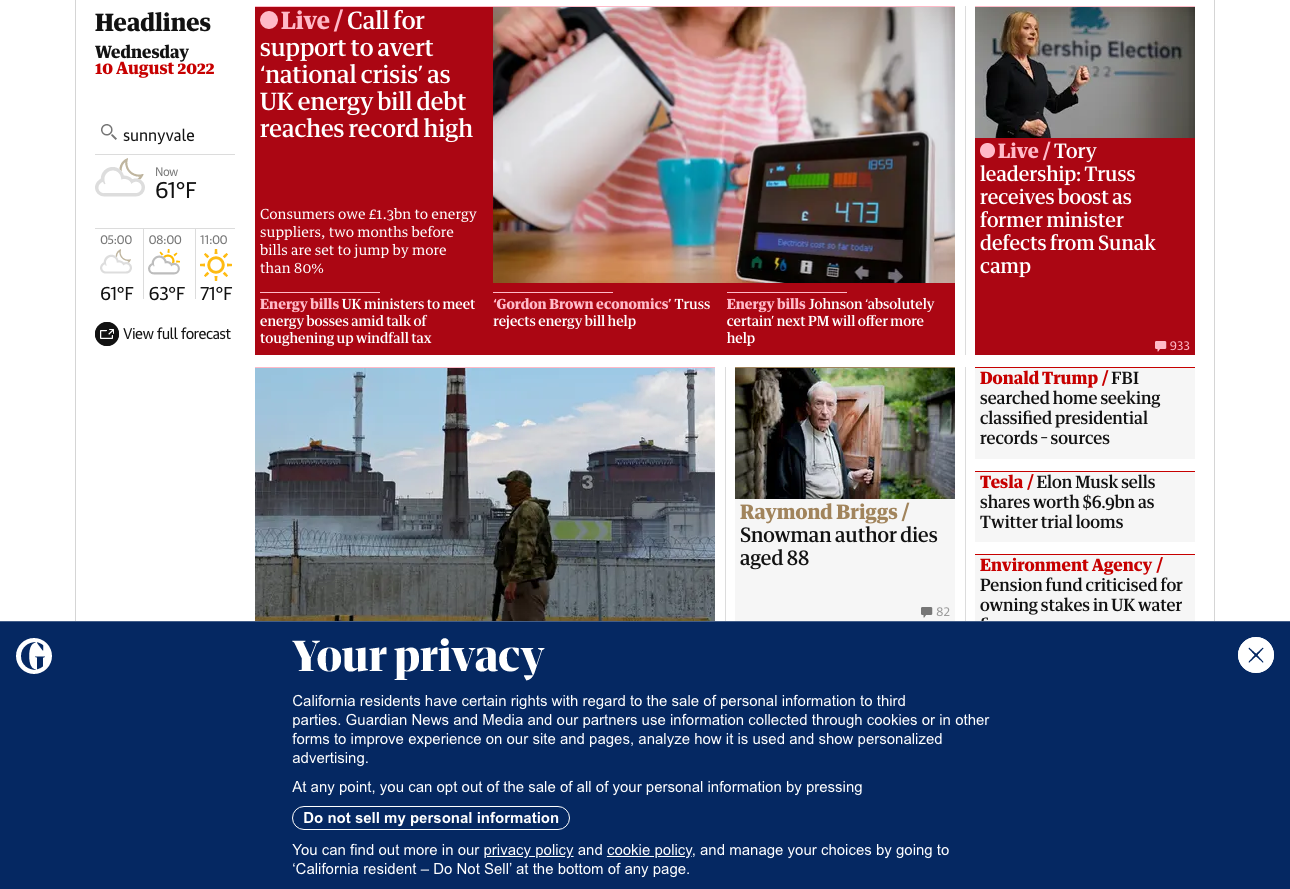 Headlines
Wednesday
10 August 2022
sunnyvale
Now
61°F
05:00
08:00
11:00
61°F
63°F
71°F
View full forecast
Live / Call for
support to avert
‘national crisis’ as
UK energy bill debt
reaches record high
Consumers owe £1.3bn to energy
suppliers, two months before
bills are set to jump by more
than 80%
1859
£
4.73
Electricity cost so far today
Energy bills UK ministers to meet
energy bosses amid talk of
toughening up windfall tax
‘Gordon Brown economics’ Truss
rejects energy bill help
Energy bills Johnson ‘absolutely
certain’ next PM will offer more
help
Leadership Election
2022
Live / Tory
leadership: Truss
receives boost as
former minister
defects from Sunak
camp
933
3
Raymond Briggs /
Snowman author dies
aged 88
82
Donald Trump / FBI
searched home seeking
classified presidential
records – sources
Tesla / Elon Musk sells
shares worth $6.9bn as
Twitter trial looms
Environment Agency /
Pension fund criticised for
owning stakes in UK water
Your privacy
California residents have certain rights with regard to the sale of personal information to third
parties. Guardian News and Media and our partners use information collected through cookies or in other
forms to improve experience on our site and pages, analyze how it is used and show personalized
advertising.
At any point, you can opt out of the sale of all of your personal information by pressing
Do not sell my personal information
You can find out more in our privacy policy and cookie policy, and manage your choices by going to
‘California resident – Do Not Sell’ at the bottom of any page.